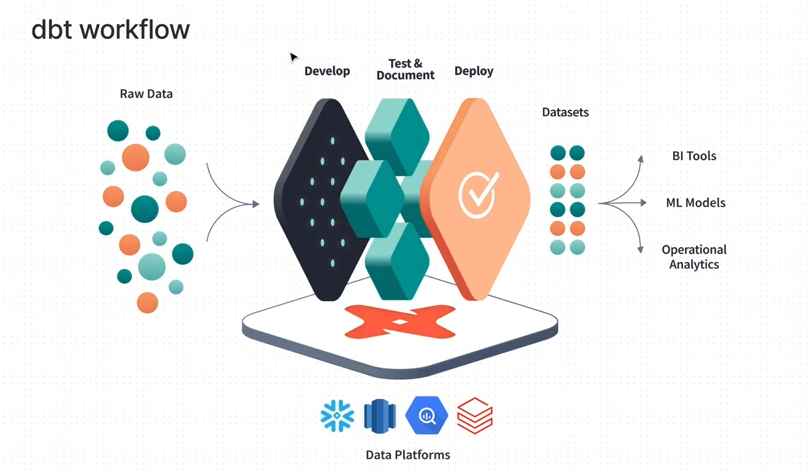 dbt workflow
Raw Data
Develop
Test &
Document
Deploy
Datasets
BI Tools
ML Models
Operational
Analytics
Data Platforms